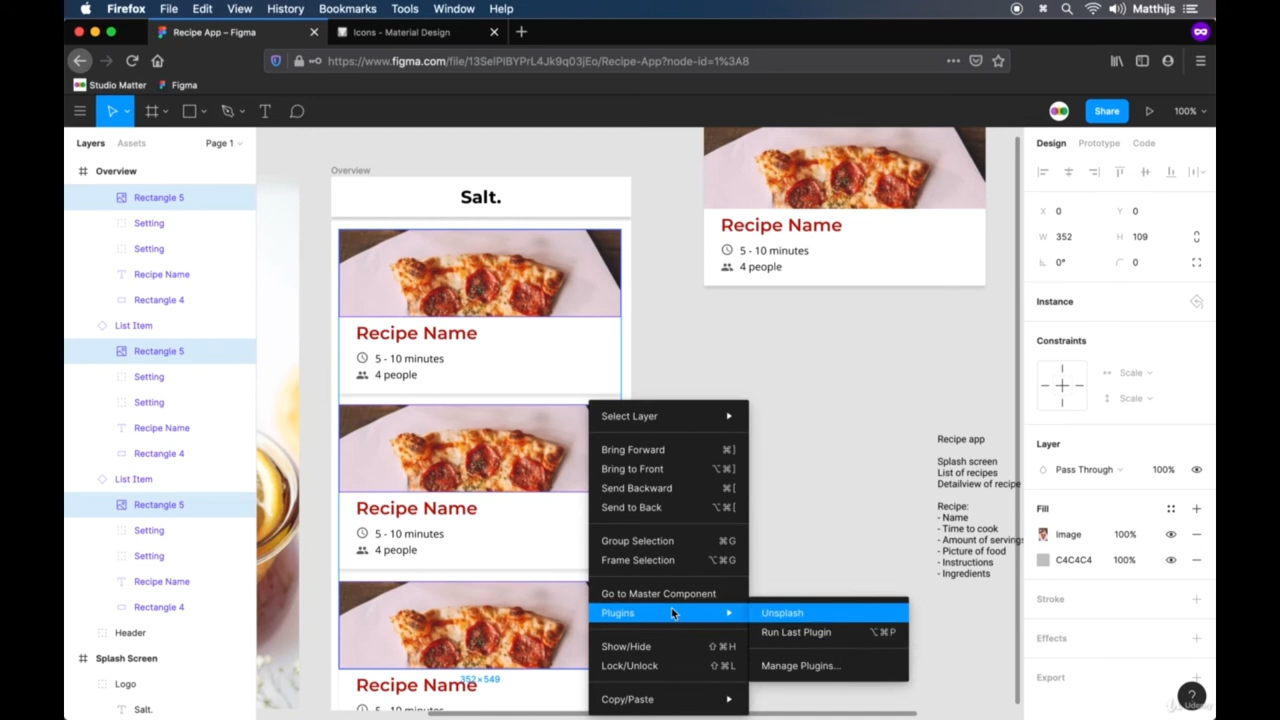 Firefox File Edit View History Bookmarks Tools Window Help Matthijs
Recipe App – Figma
Icons - Material Design
https://www.figma.com/file/13SelPlBYPrL4Jk9q03jEo/Recipe-App?node-id=1%3A8
Studio Matter Figma
Share
100%
Layers Assets Page 1
Overview
Rectangle 5
Setting
Setting
Recipe Name
Rectangle 4
List Item
Rectangle 5
Setting
Setting
Recipe Name
Rectangle 4
List Item
Rectangle 5
Setting
Setting
Recipe Name
Rectangle 4
Header
Splash Screen
Logo
Salt.
Overview
Salt.
Recipe Name
5 - 10 minutes
4 people
Recipe Name
5 - 10 minutes
4 people
352 × 549
Recipe Name
5 - 10 minutes
Recipe Name
5 - 10 minutes
4 people
Select Layer
Bring Forward ⌘]
Bring to Front ⌥⌘]
Send Backward ⌘[
Send to Back ⌥⌘[
Group Selection ⌘G
Frame Selection ⌥⌘G
Go to Master Component
Plugins
Show/Hide ⇧⌘H
Lock/Unlock ⇧⌘L
Copy/Paste
Unsplash
Run Last Plugin ⌥⌘P
Manage Plugins...
Recipe app
Splash screen
List of recipes
Detailview of recipe
Recipe:
- Name
- Time to cook
- Amount of servings
- Picture of food
- Instructions
- Ingredients
Design Prototype Code
X 0 Y 0
W 352 H 109
0° 0
Instance
Constraints
Scale
Scale
Layer
Pass Through 100%
Fill
Image 100%
C4C4C4 100%
Stroke
Effects
Export
?
Udemy